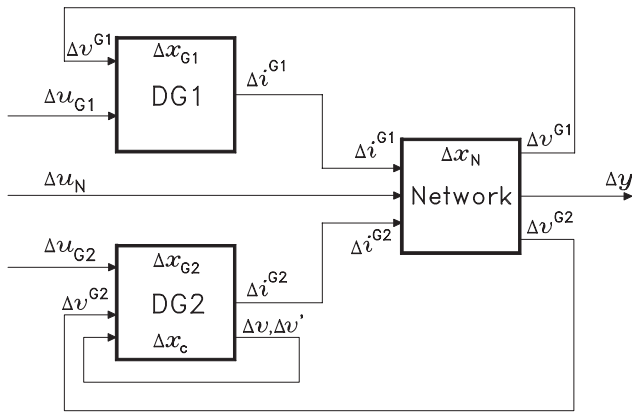 Δv^G1
Δx_G1
DG1
Δi^G1
Δu_G1
Δi^G1
Δx_N
Δv^G1
Δu_N
Network
Δy
Δi^G2
Δv^G2
Δu_G2
Δx_G2
Δi^G2
Δv^G2
DG2
Δv,Δv'
Δx_c